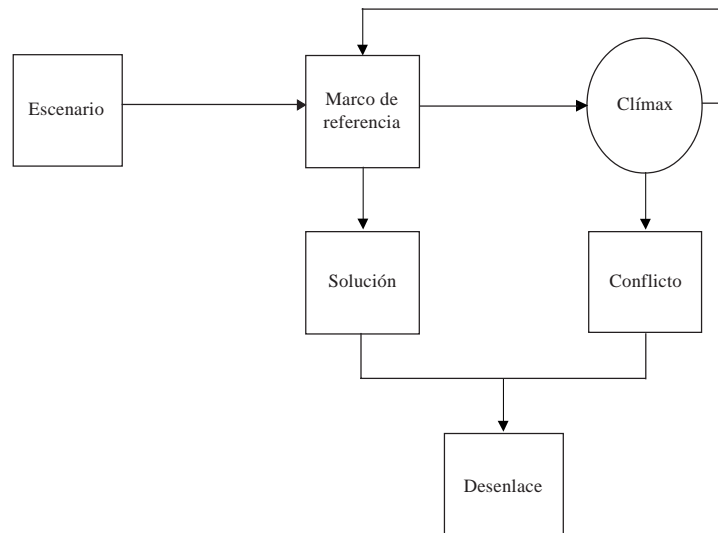 Escenario
Marco de
referencia
Clímax
Solución
Conflicto
Desenlace